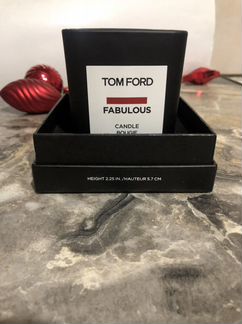 TOM FORD
FABULOUS
CANDLE
BOUGIE
HEIGHT 2.25 IN. /HAUTEUR 5.7 CM